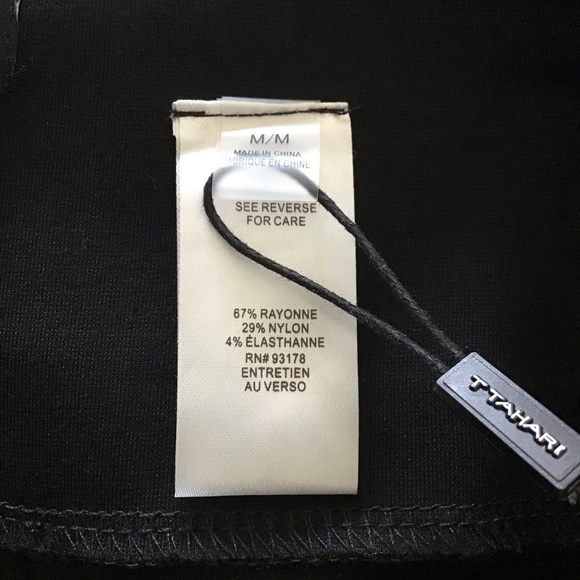 M/M
MADE IN CHINA
FABRIQUE EN CHINE
SEE REVERSE
FOR CARE
67% RAYONNE
29% NYLON
4% ÉLASTHANNE
RN# 93178
ENTRETIEN
AU VERSO
T TAHARI